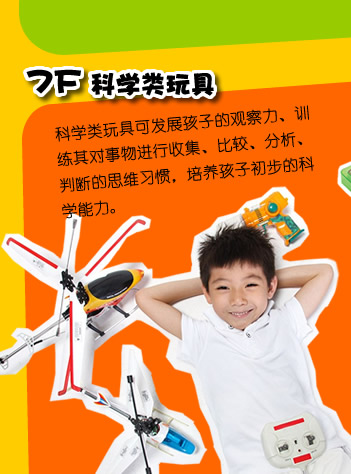 7F 科学类玩具
科学类玩具可发展孩子的观察力、训
练其对事物进行收集、比较、分析、
判断的思维习惯，培养孩子初步的科
学能力。